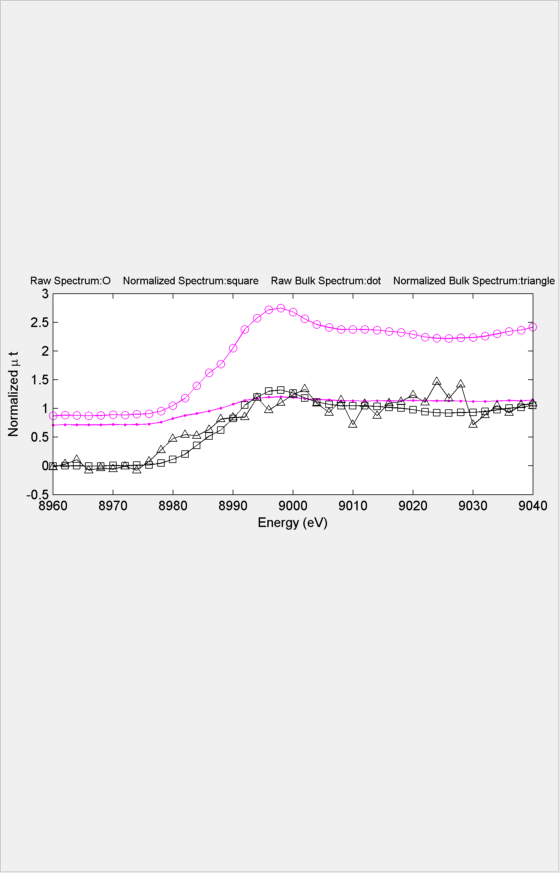 Raw Spectrum:O Normalized Spectrum:square Raw Bulk Spectrum:dot Normalized Bulk Spectrum:triangle
3
2.5
2
1.5
1
0.5
0
-0.5
Normalized μ t
8960 8970 8980 8990 9000 9010 9020 9030 9040
Energy (eV)